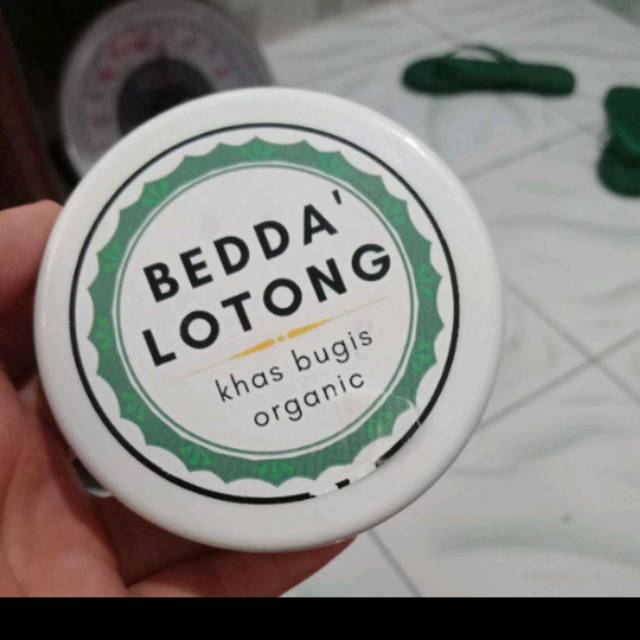 BEDDA'
LOTONG
khas bugis
organic